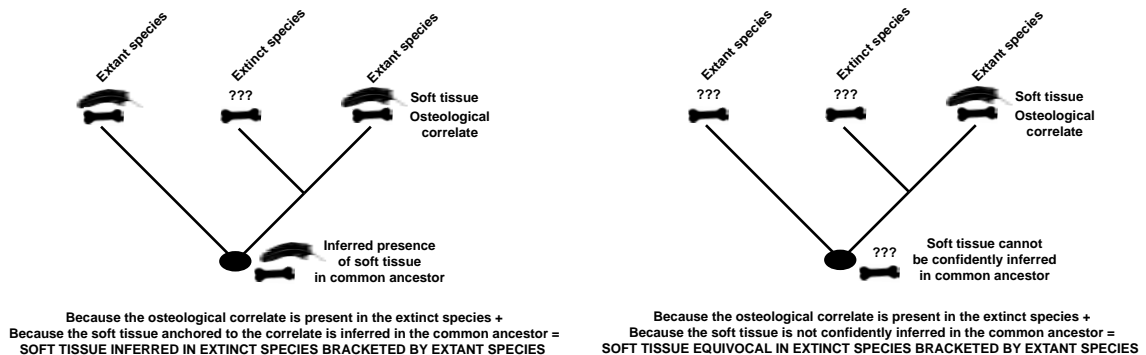 Extant species
Extinct species
Extant species
???
Soft tissue
Osteological
correlate
Inferred presence
of soft tissue
in common ancestor
Because the osteological correlate is present in the extinct species +
Because the soft tissue anchored to the correlate is inferred in the common ancestor =
SOFT TISSUE INFERRED IN EXTINCT SPECIES BRACKETED BY EXTANT SPECIES
Extant species
Extinct species
Extant species
???
???
Soft tissue
Osteological
correlate
???
Soft tissue cannot
be confidently inferred
in common ancestor
Because the osteological correlate is present in the extinct species +
Because the soft tissue is not confidently inferred in the common ancestor =
SOFT TISSUE EQUIVOCAL IN EXTINCT SPECIES BRACKETED BY EXTANT SPECIES